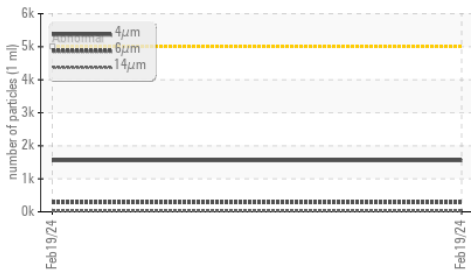 6k
5k
4k
3k
2k
1k
0k
number of particles (1 ml)
Abnormal
4µm
6µm
14µm
Feb19/24
Feb19/24